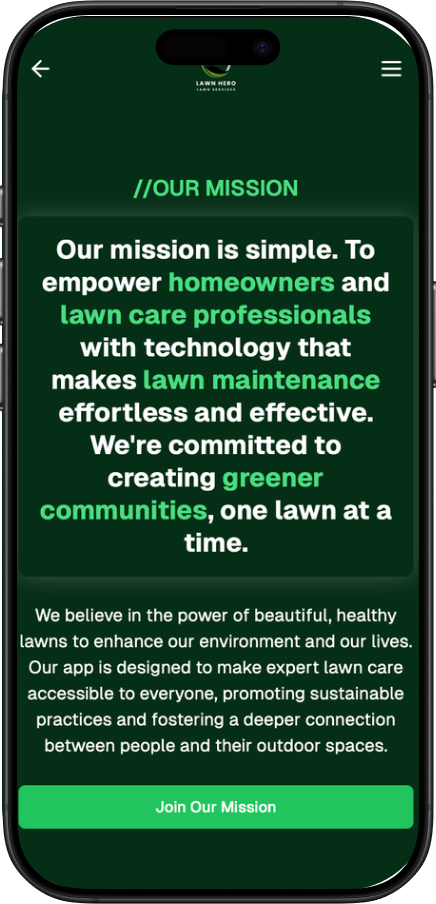 LAWN HERO
LAWN SERVICES
//OUR MISSION
Our mission is simple. To
empower homeowners and
lawn care professionals
with technology that
makes lawn maintenance
effortless and effective.
We're committed to
creating greener
communities, one lawn at a
time.
We believe in the power of beautiful, healthy
lawns to enhance our environment and our lives.
Our app is designed to make expert lawn care
accessible to everyone, promoting sustainable
practices and fostering a deeper connection
between people and their outdoor spaces.
Join Our Mission